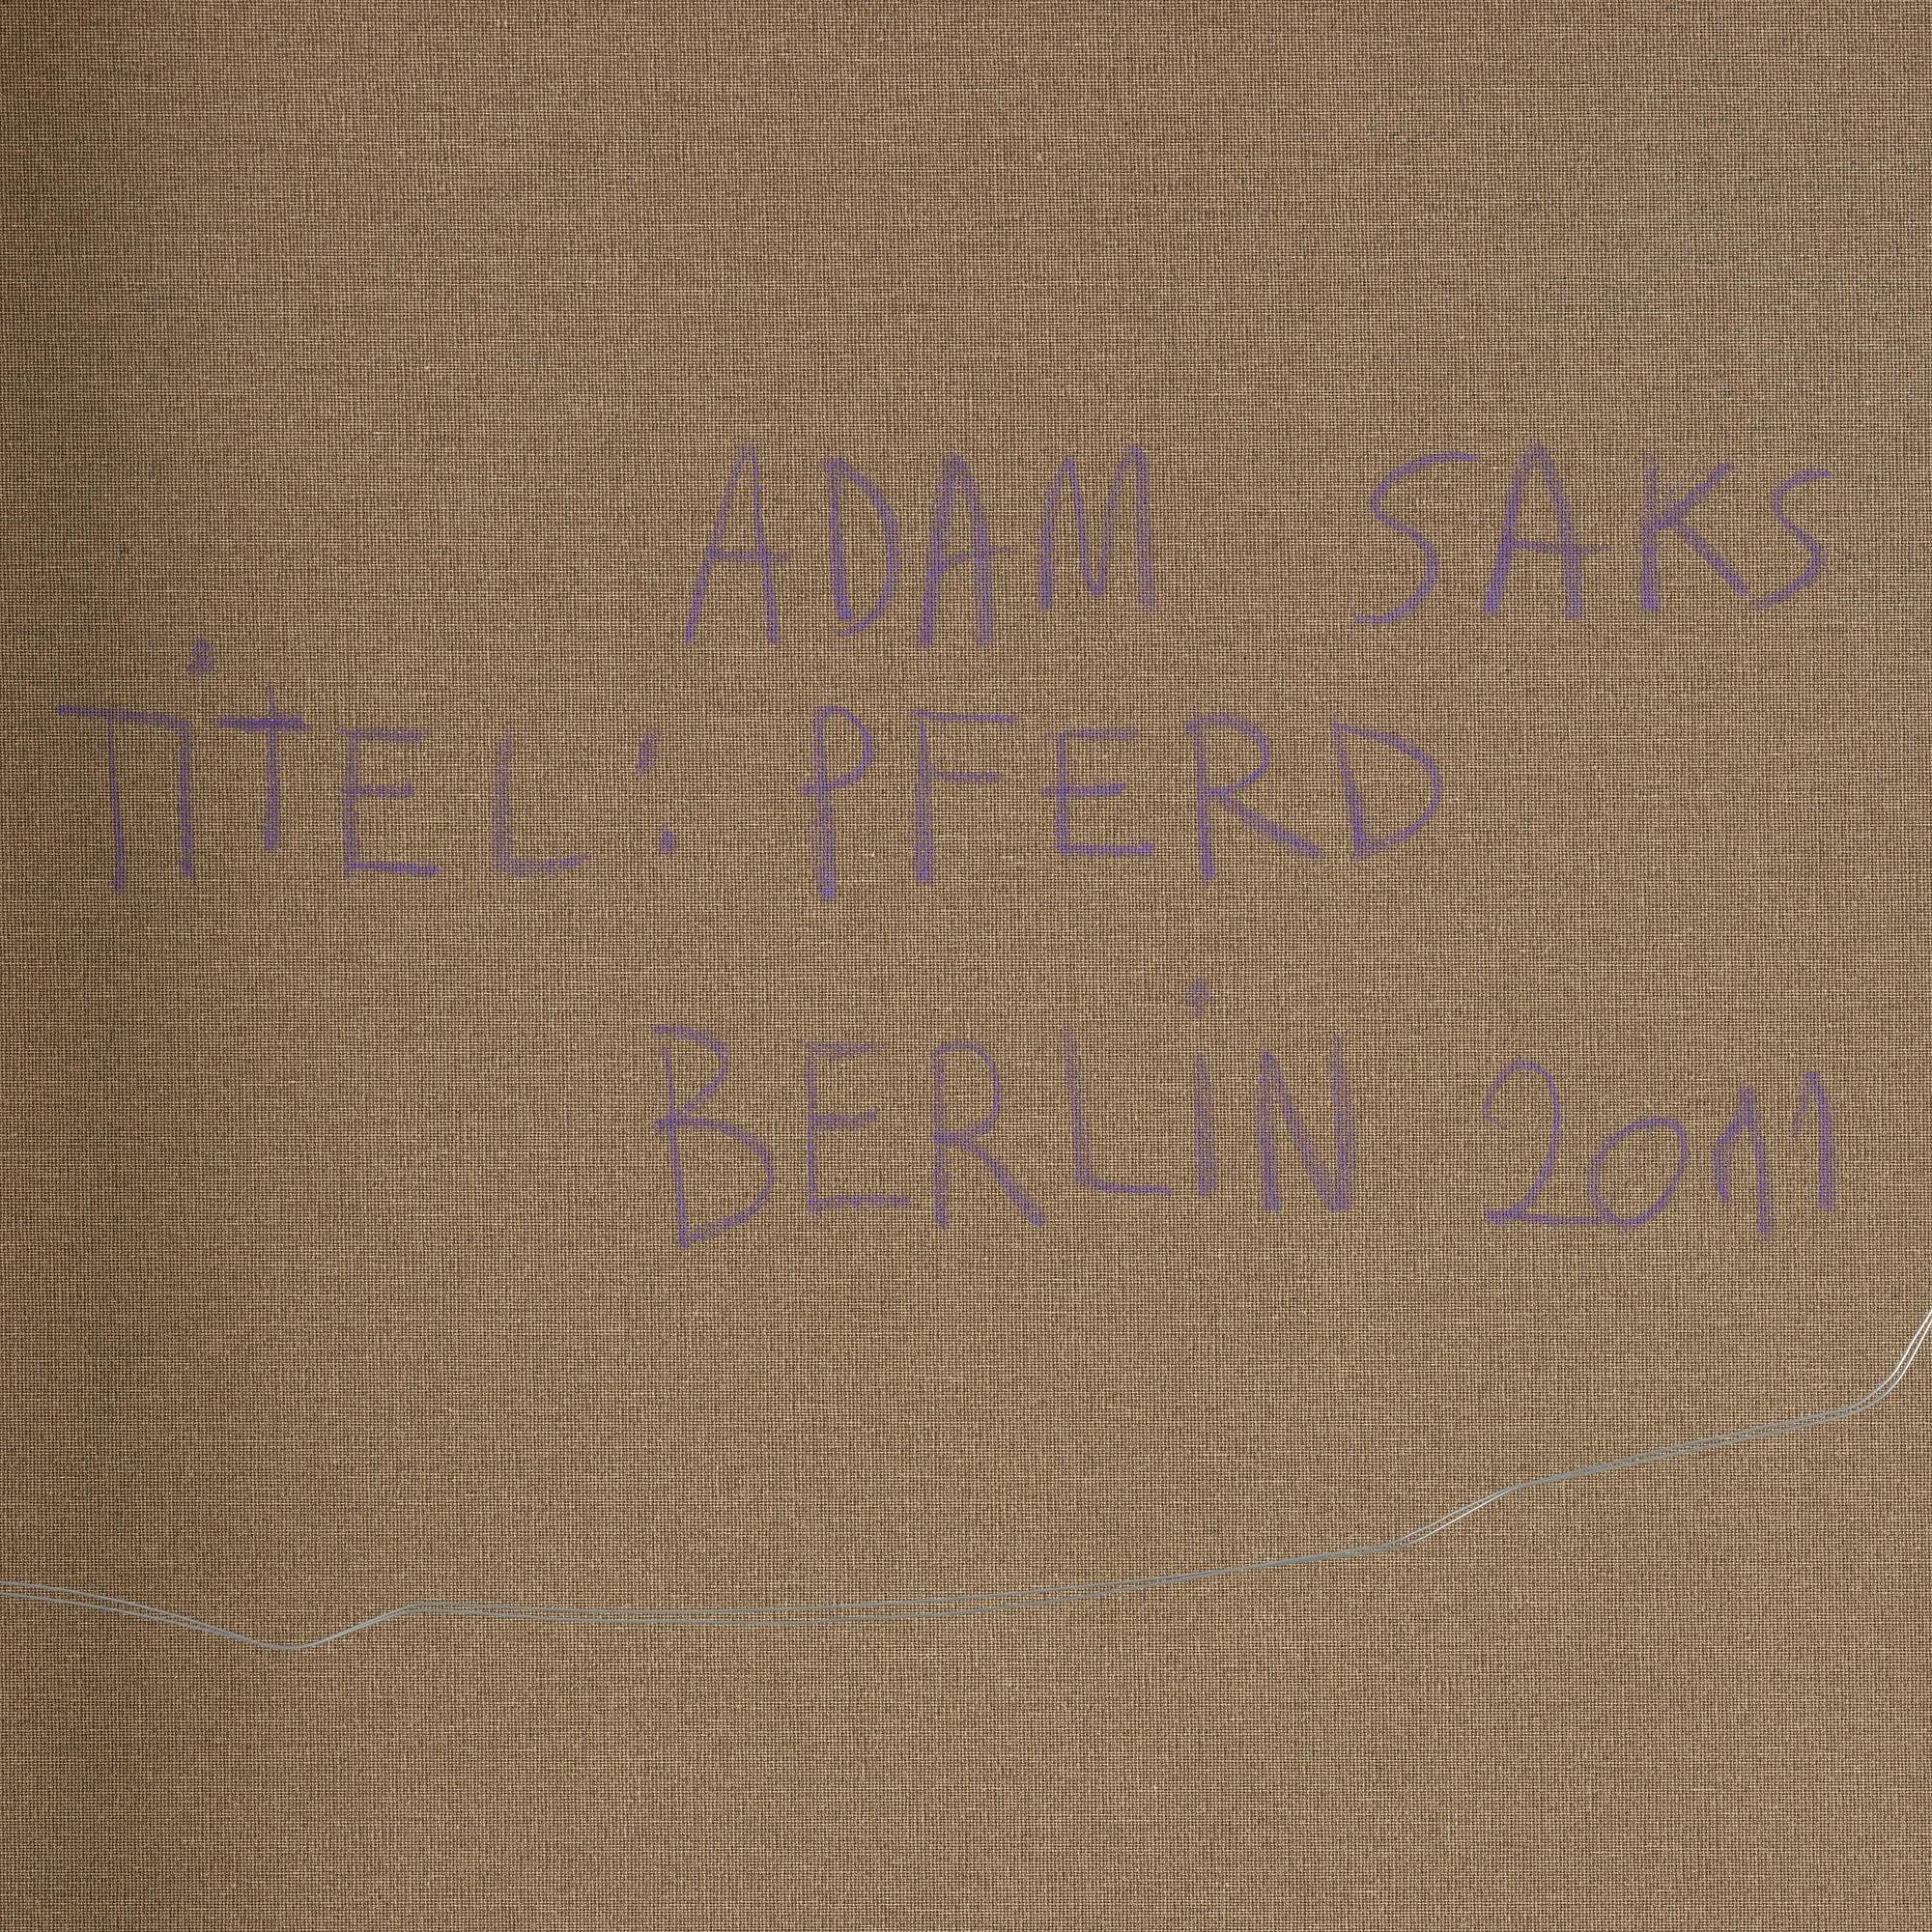 ADAM SAKS
TiTEL: PFERD
BERLiN 2011